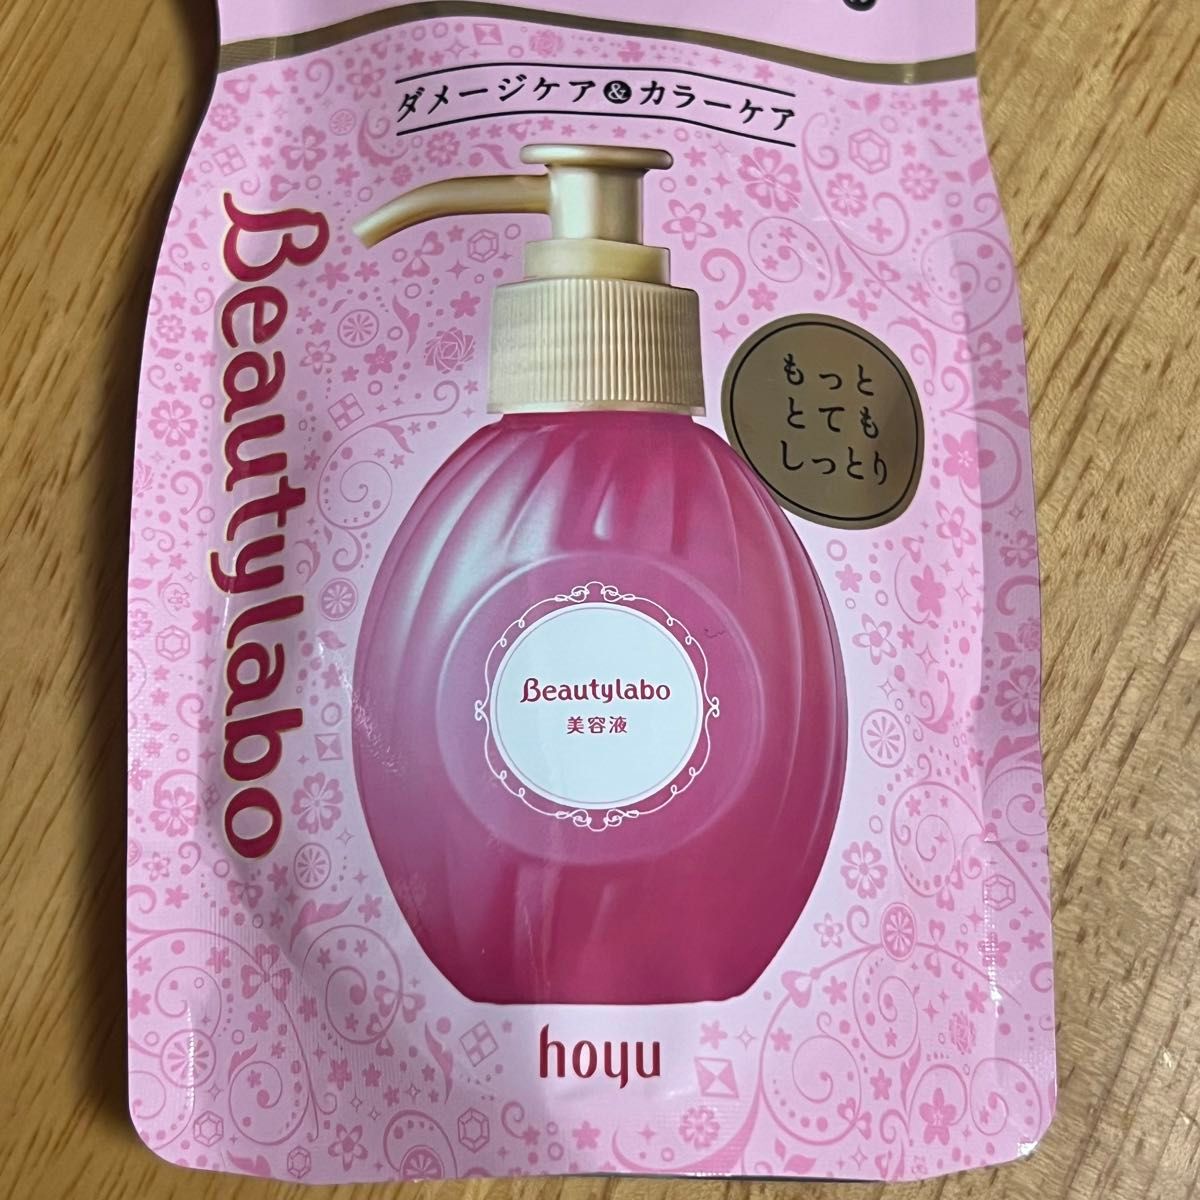 ダメージケア&カラーケア
Beautylabo
もっと
とても
しっとり
Beautylabo
美容液
hoyu